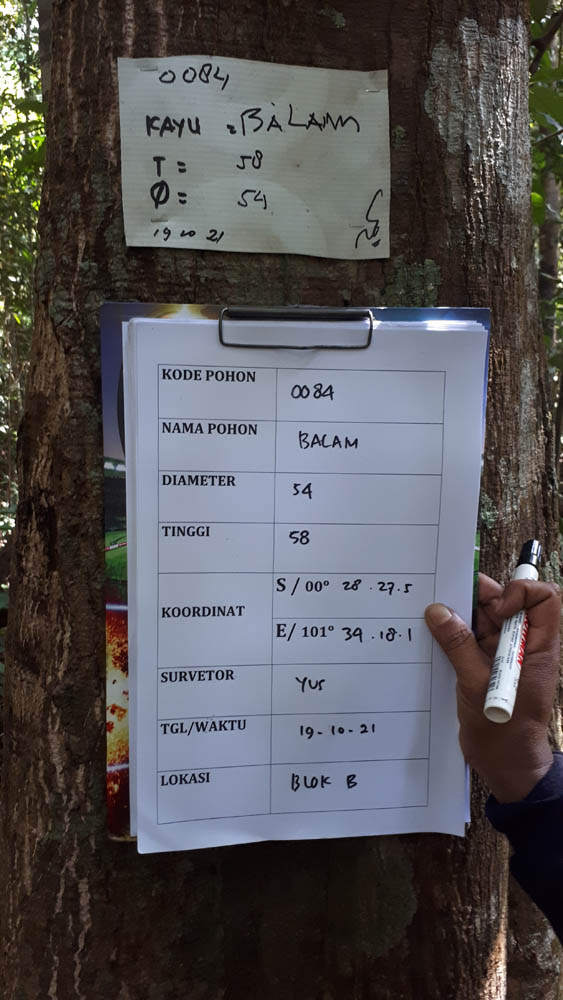 0084
KAYU = BALAM
T = 58
Ø = 54
19 10 21
KODE POHON 0084
NAMA POHON BALAM
DIAMETER 54
TINGGI 58
KOORDINAT S / 00° 28 . 27.5
E/ 101° 39 . 18.1
SURVETOR YUS
TGL/WAKTU 19-10-21
LOKASI BLOK B